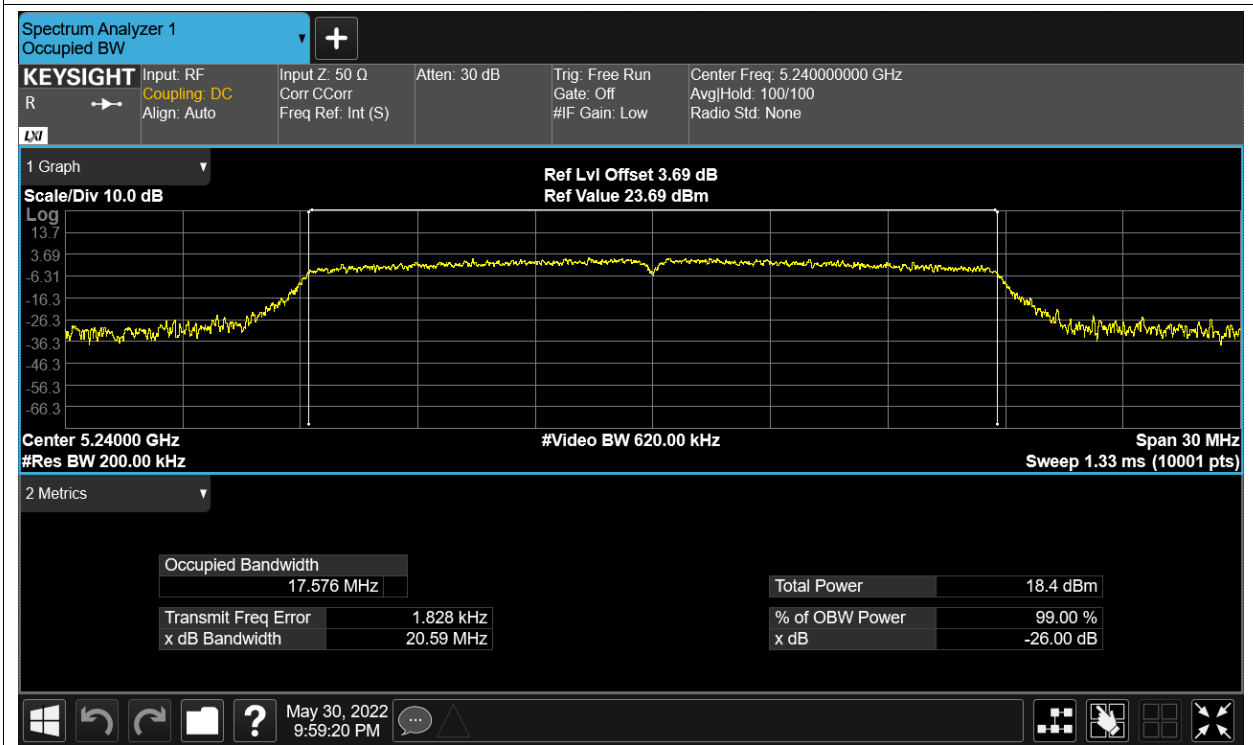 Spectrum Analyzer 1
Occupied BW
KEYSIGHT
R
LXI
Input: RF
Coupling: DC
Align: Auto
Input Z: 50 Ω
Corr CCorr
Freq Ref: Int (S)
Atten: 30 dB
Trig: Free Run
Gate: Off
#IF Gain: Low
Center Freq: 5.240000000 GHz
Avg|Hold: 100/100
Radio Std: None
1 Graph
Scale/Div 10.0 dB
Ref Lvl Offset 3.69 dB
Ref Value 23.69 dBm
Log
13.7
3.69
-6.31
-16.3
-26.3
-36.3
-46.3
-56.3
-66.3
Center 5.24000 GHz
#Res BW 200.00 kHz
#Video BW 620.00 kHz
Span 30 MHz
Sweep 1.33 ms (10001 pts)
2 Metrics
Occupied Bandwidth
17.576 MHz
Transmit Freq Error 1.828 kHz
x dB Bandwidth 20.59 MHz
Total Power 18.4 dBm
% of OBW Power 99.00 %
x dB -26.00 dB
?
May 30, 2022
9:59:20 PM